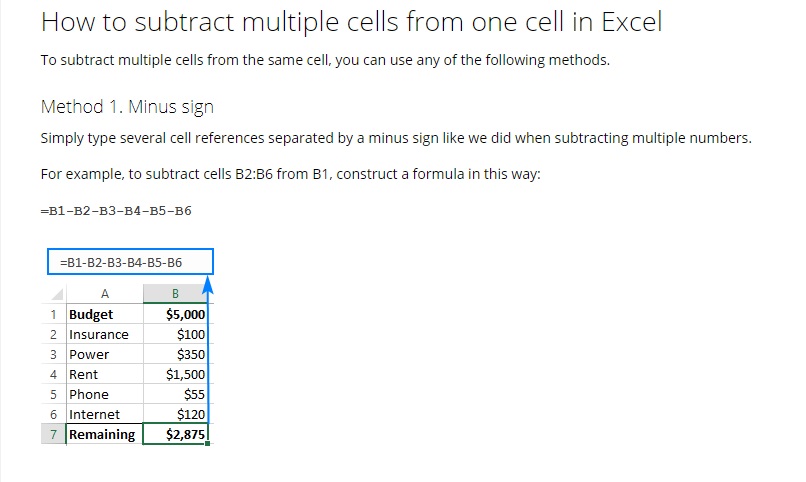 How to subtract multiple cells from one cell in Excel
To subtract multiple cells from the same cell, you can use any of the following methods.
Method 1. Minus sign
Simply type several cell references separated by a minus sign like we did when subtracting multiple numbers.
For example, to subtract cells B2:B6 from B1, construct a formula in this way:
=B1-B2-B3-B4-B5-B6
=B1-B2-B3-B4-B5-B6
A B
1 Budget $5,000
2 Insurance $100
3 Power $350
4 Rent $1,500
5 Phone $55
6 Internet $120
7 Remaining $2,875